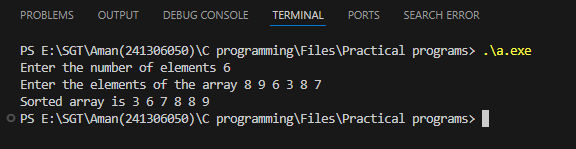 PROBLEMS OUTPUT DEBUG CONSOLE TERMINAL PORTS SEARCH ERROR
PS E:\SGT\Aman(241306050)\C programming\Files\Practical programs> .\a.exe
Enter the number of elements 6
Enter the elements of the array 8 9 6 3 8 7
Sorted array is 3 6 7 8 8 9
PS E:\SGT\Aman(241306050)\C programming\Files\Practical programs>